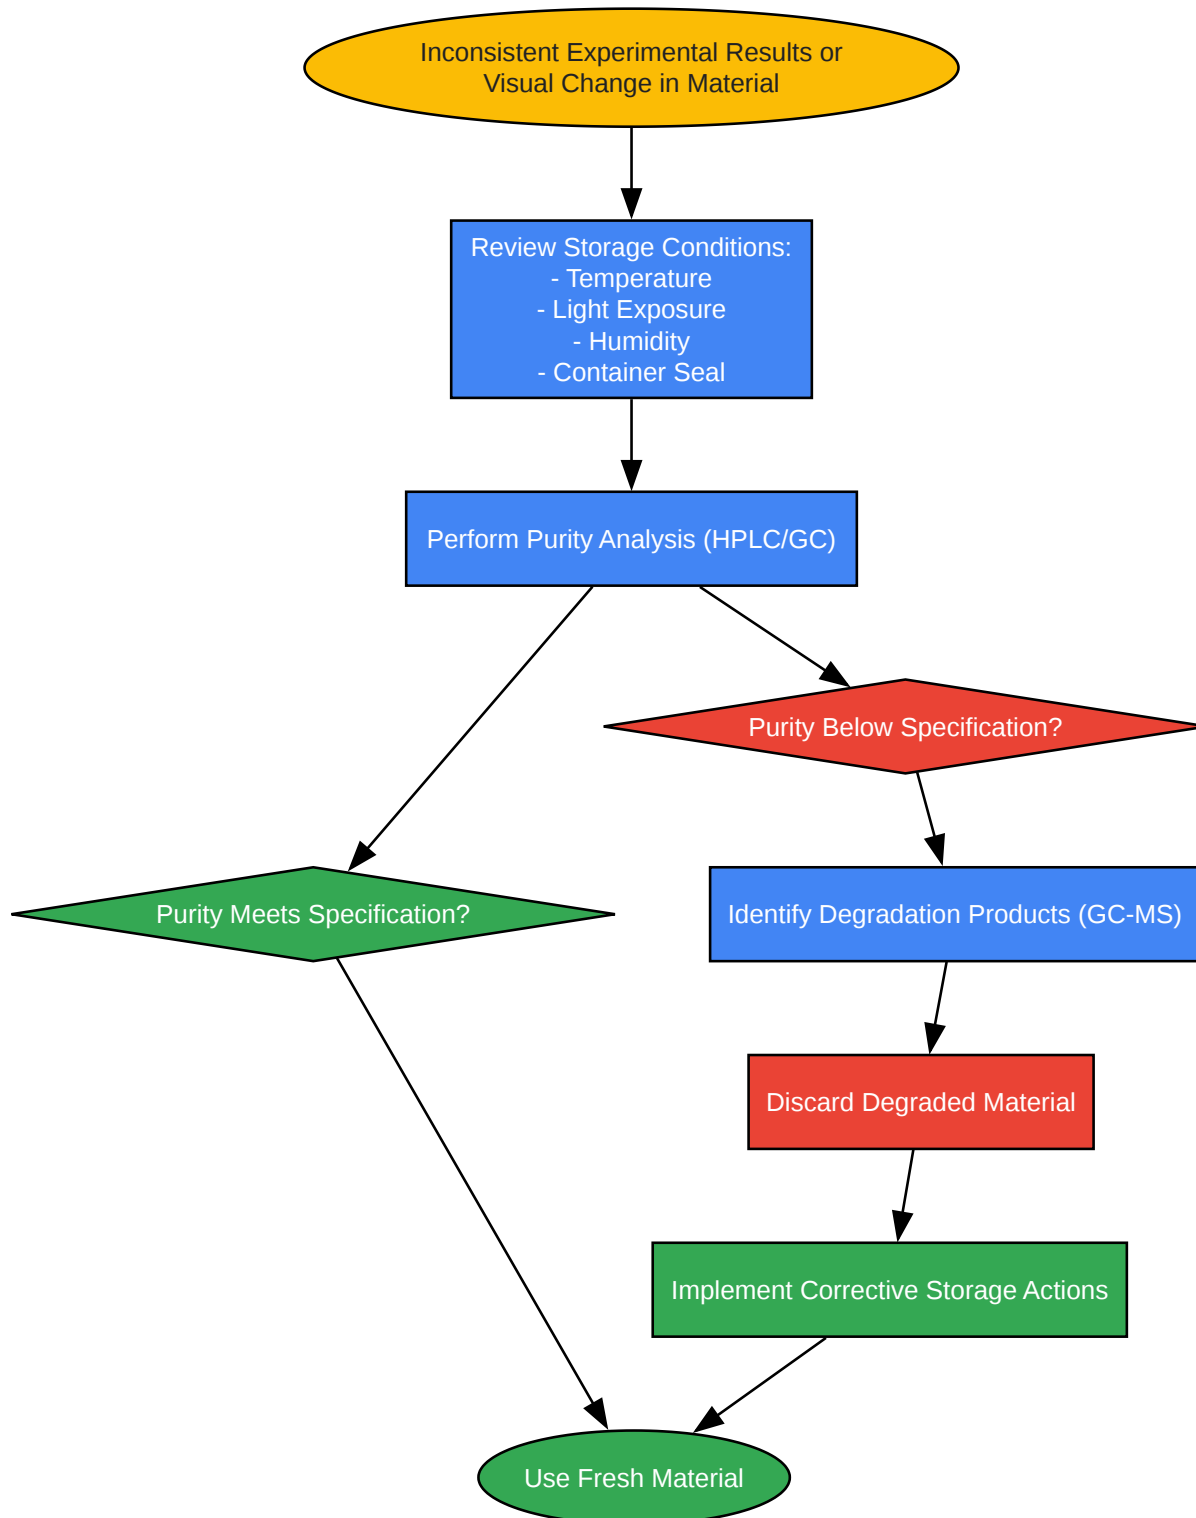 Inconsistent Experimental Results or
Visual Change in Material
Review Storage Conditions:
- Temperature
- Light Exposure
- Humidity
- Container Seal
Perform Purity Analysis (HPLC/GC)
Purity Below Specification?
Purity Meets Specification?
Identify Degradation Products (GC-MS)
Discard Degraded Material
Implement Corrective Storage Actions
Use Fresh Material